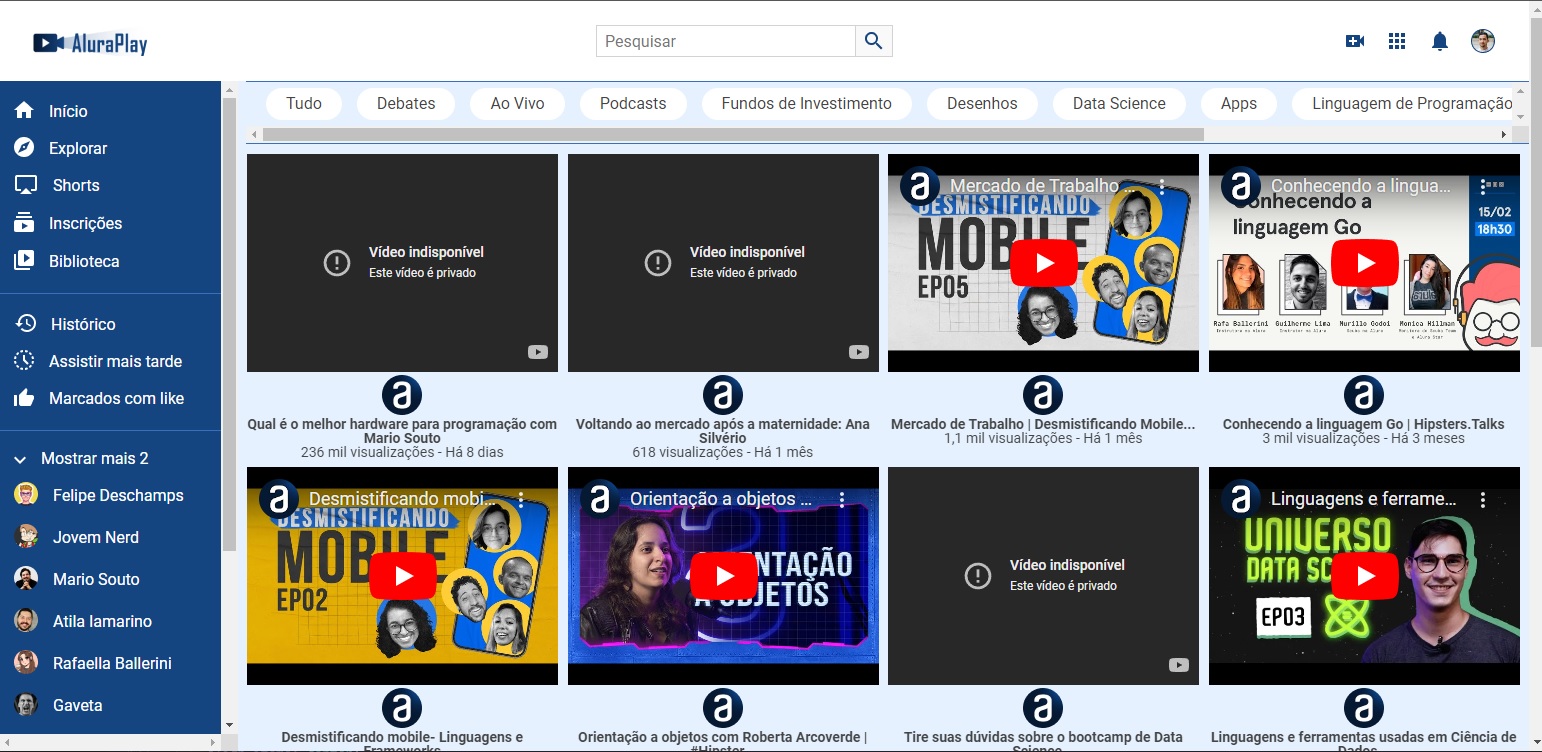 AluraPlay
Pesquisar
Início
Explorar
Shorts
Inscrições
Biblioteca
Histórico
Assistir mais tarde
Marcados com like
Mostrar mais 2
Felipe Deschamps
Jovem Nerd
Mario Souto
Atila Iamarino
Rafaella Ballerini
Gaveta
Tudo
Debates
Ao Vivo
Podcasts
Fundos de Investimento
Desenhos
Data Science
Apps
Linguagem de Programação
Vídeo indisponível
Este vídeo é privado
Qual é o melhor hardware para programação com
Mario Souto
236 mil visualizações - Há 8 dias
Vídeo indisponível
Este vídeo é privado
Voltando ao mercado após a maternidade: Ana
Silvério
618 visualizações - Há 1 mês
a Mercado de Trabalho ...
DESMISTIFICANDO
MOBILE
EP05
a
Mercado de Trabalho | Desmistificando Mobile...
1,1 mil visualizações - Há 1 mês
a Conhecendo a lingua...
Conhecendo a
linguagem Go
15/02
18h30
Rafa Ballerini
Guilherme Lima
Murillo Godoi
Monica Hillman
a
Conhecendo a linguagem Go | Hipsters.Talks
3 mil visualizações - Há 3 meses
a Desmistificando mobi...
DESMISTIFICANDO
MOBILE
EP02
a
Desmistificando mobile- Linguagens e
Frameworks
a Orientação a objetos ...
ORIENTAÇÃO
A OBJETOS
a
Orientação a objetos com Roberta Arcoverde |
#Hipster
Vídeo indisponível
Este vídeo é privado
a
Tire suas dúvidas sobre o bootcamp de Data
Science
a Linguagens e ferrame...
UNIVERSO
DATA SC
EP03
a
Linguagens e ferramentas usadas em Ciência de
Dados